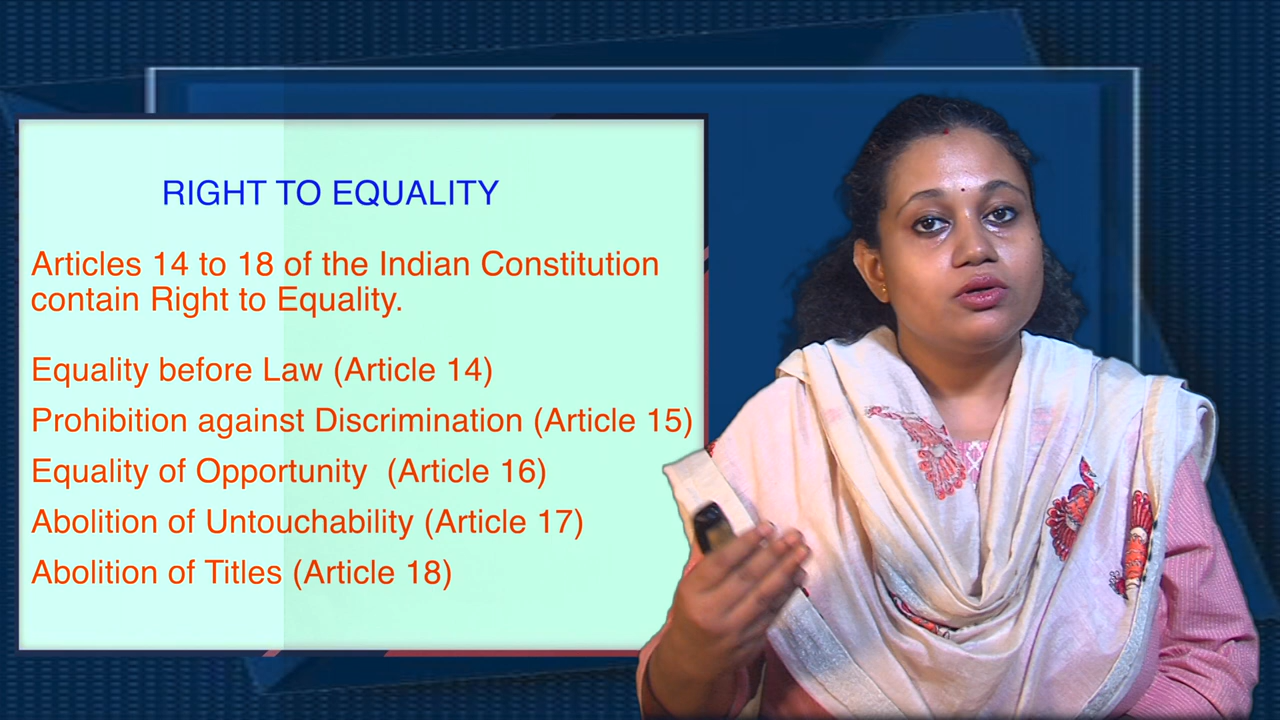 RIGHT TO EQUALITY
Articles 14 to 18 of the Indian Constitution
contain Right to Equality.
Equality before Law (Article 14)
Prohibition against Discrimination (Article 15)
Equality of Opportunity (Article 16)
Abolition of Untouchability (Article 17)
Abolition of Titles (Article 18)